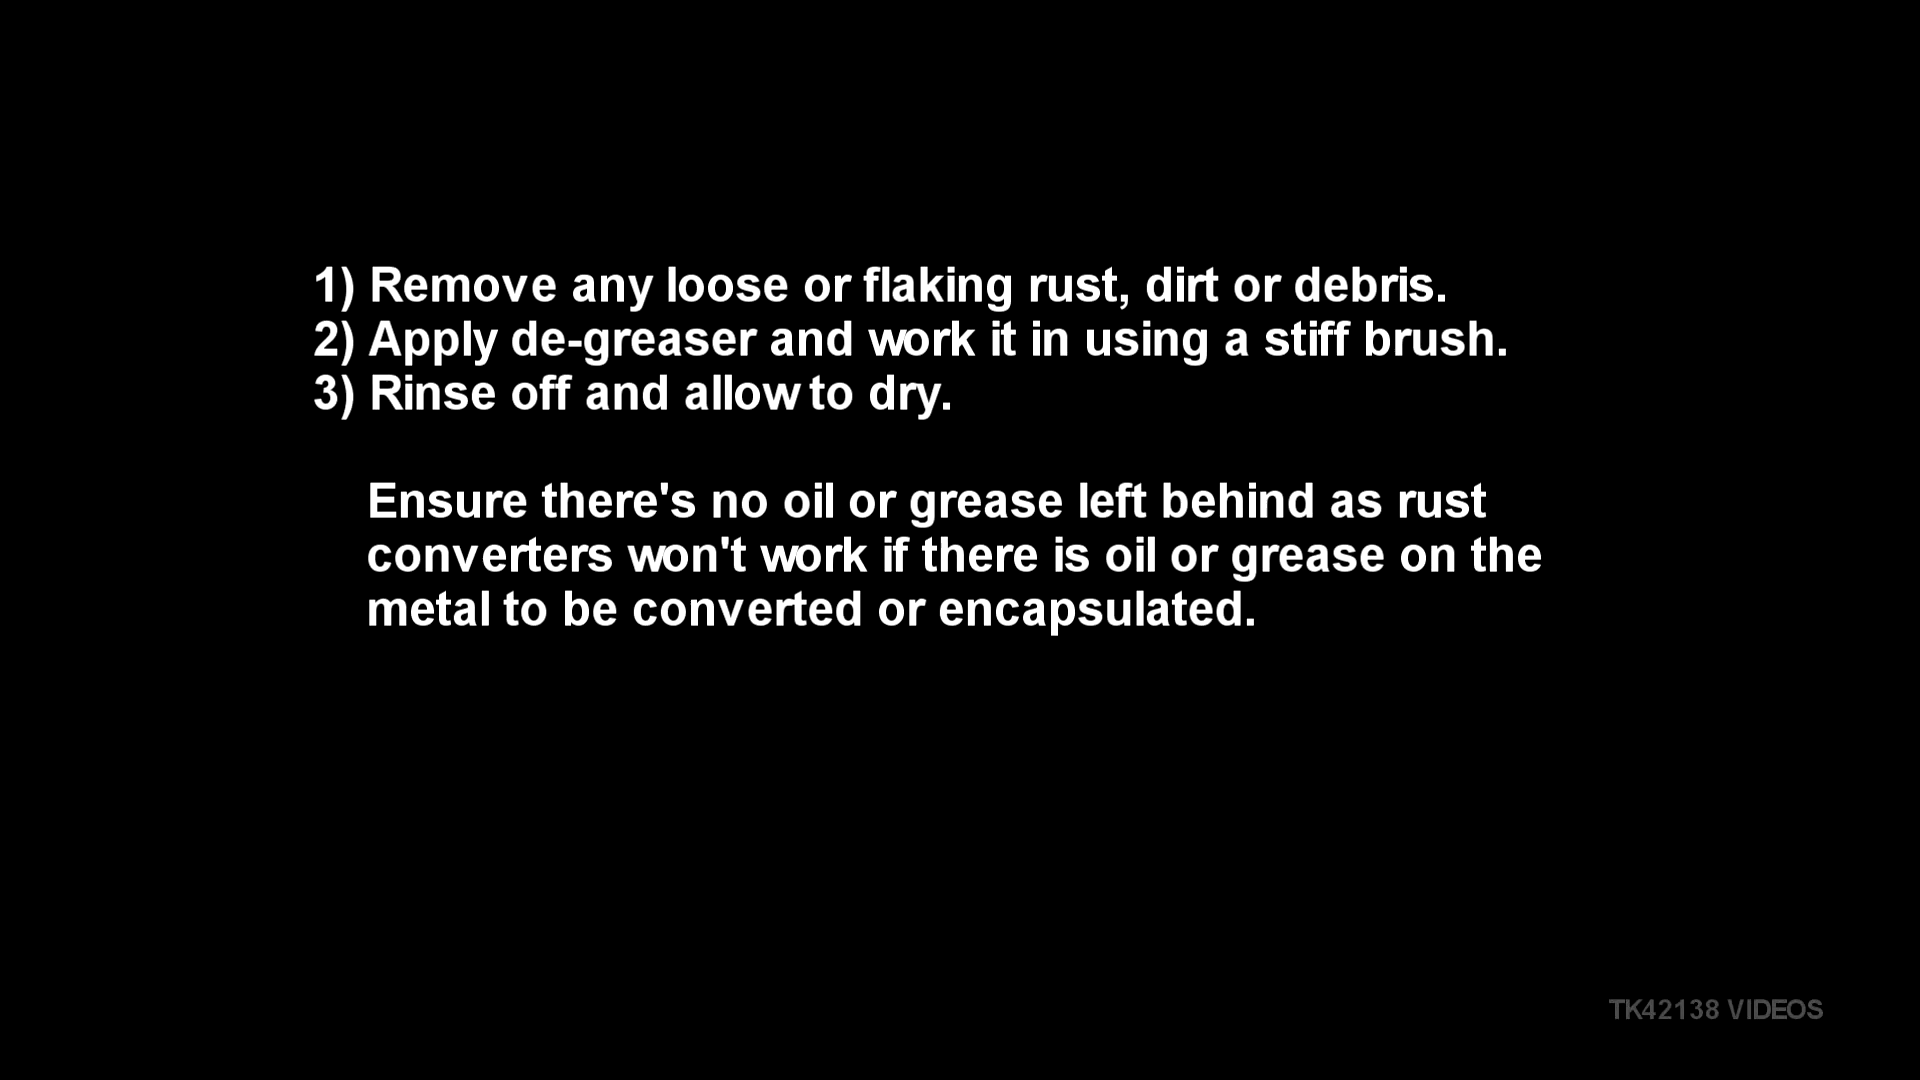 1) Remove any loose or flaking rust, dirt or debris.
2) Apply de-greaser and work it in using a stiff brush.
3) Rinse off and allow to dry.
Ensure there's no oil or grease left behind as rust
converters won't work if there is oil or grease on the
metal to be converted or encapsulated.
TK42138 VIDEOS